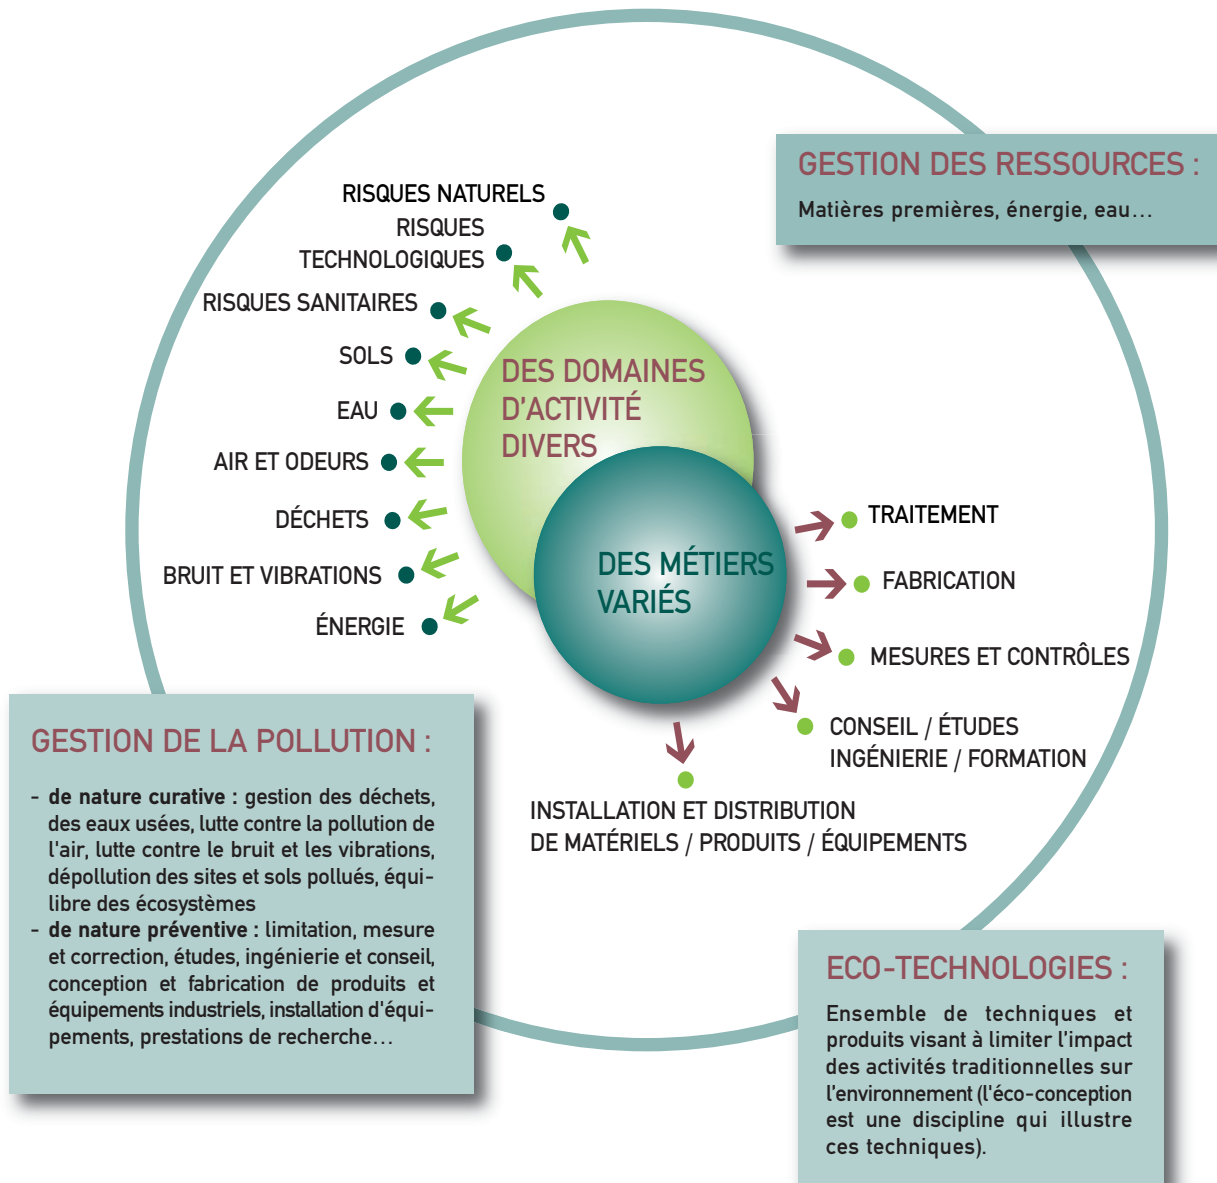 GESTION DES RESSOURCES :
Matières premières, énergie, eau…
RISQUES NATURELS
RISQUES
TECHNOLOGIQUES
RISQUES SANITAIRES
SOLS
EAU
AIR ET ODEURS
DÉCHETS
BRUIT ET VIBRATIONS
ÉNERGIE
DES DOMAINES
D'ACTIVITÉ
DIVERS
DES MÉTIERS
VARIÉS
TRAITEMENT
FABRICATION
MESURES ET CONTRÔLES
CONSEIL / ÉTUDES
INGÉNIERIE / FORMATION
INSTALLATION ET DISTRIBUTION
DE MATÉRIELS / PRODUITS / ÉQUIPEMENTS
GESTION DE LA POLLUTION :
- de nature curative : gestion des déchets,
des eaux usées, lutte contre la pollution de
l'air, lutte contre le bruit et les vibrations,
dépollution des sites et sols pollués, équi-
libre des écosystèmes
- de nature préventive : limitation, mesure
et correction, études, ingénierie et conseil,
conception et fabrication de produits et
équipements industriels, installation d'équi-
pements, prestations de recherche…
ECO-TECHNOLOGIES :
Ensemble de techniques et
produits visant à limiter l'impact
des activités traditionnelles sur
l'environnement (l'éco-conception
est une discipline qui illustre
ces techniques).